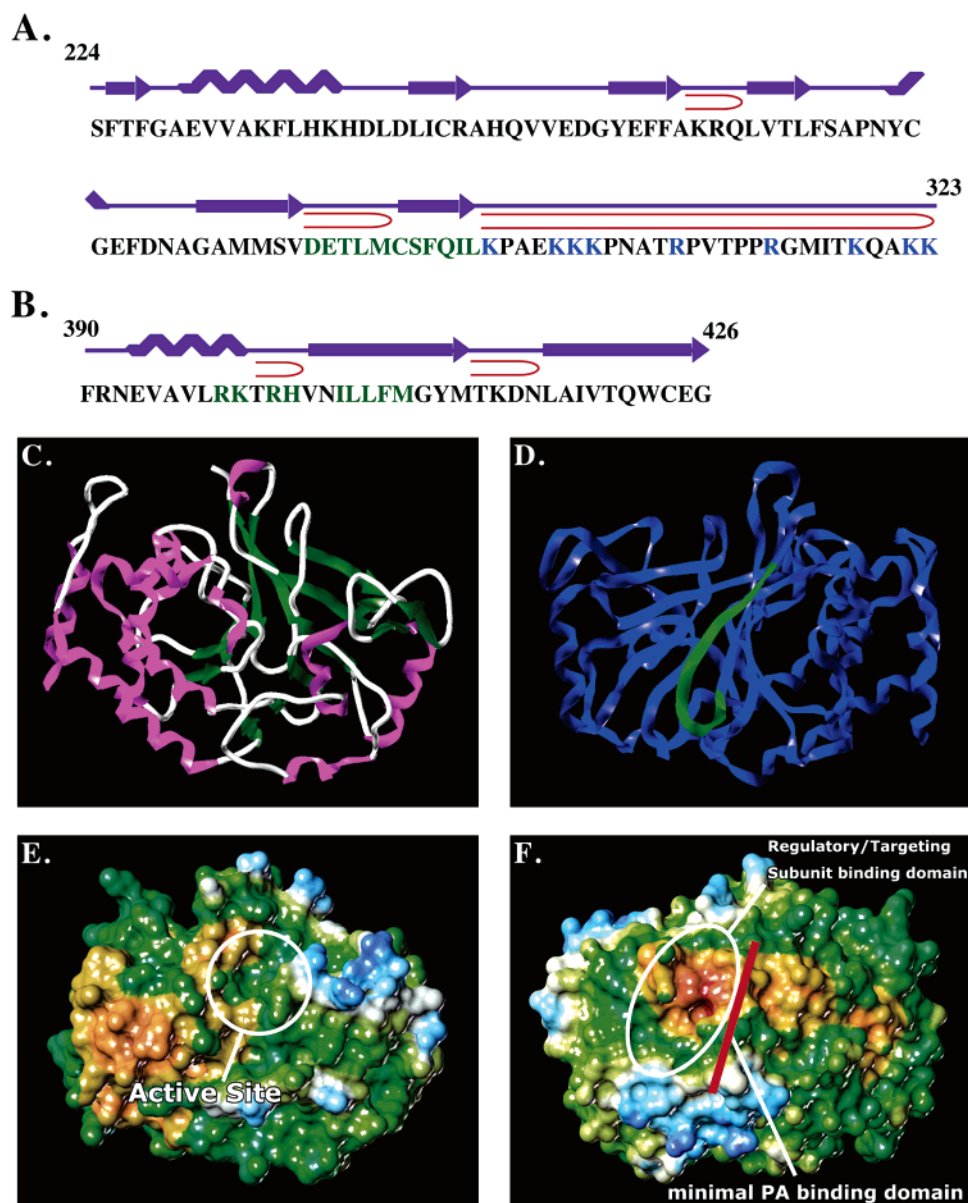 A.
224
SFTFGAEVVAKFLHKHDLDLICRAHQVVEDGYEFFAKRQLVTLFSAPNYC
323
GEFDNAGAMMSVDETLMCSFQILKPAEKKKPNATRPVTPPRGMITKQAKK
B.
390
426
FRNEVAVLRKTRHVNILLFMGYMTKDNLAIVTQWCEG
C.
D.
E.
Active Site
F.
Regulatory/Targeting
Subunit binding domain
minimal PA binding domain